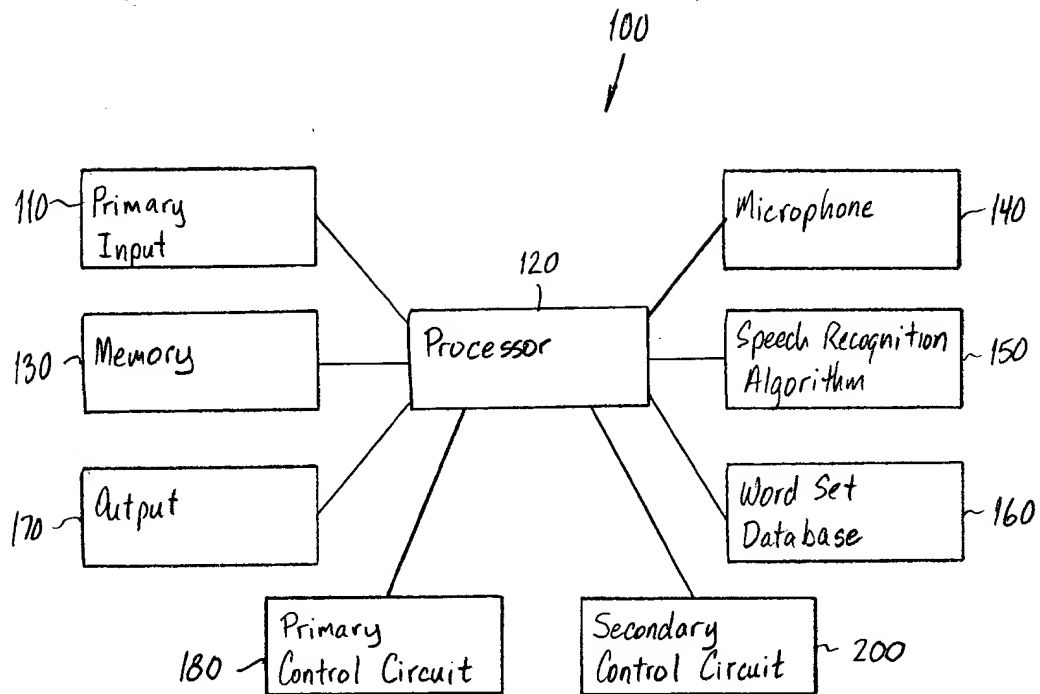 100
110
Primary
Input
Microphone
140
120
130
Memory
Processor
Speech Recognition
Algorithm
150
170
Output
Word Set
Database
160
180
Primary
Control Circuit
Secondary
Control Circuit
200